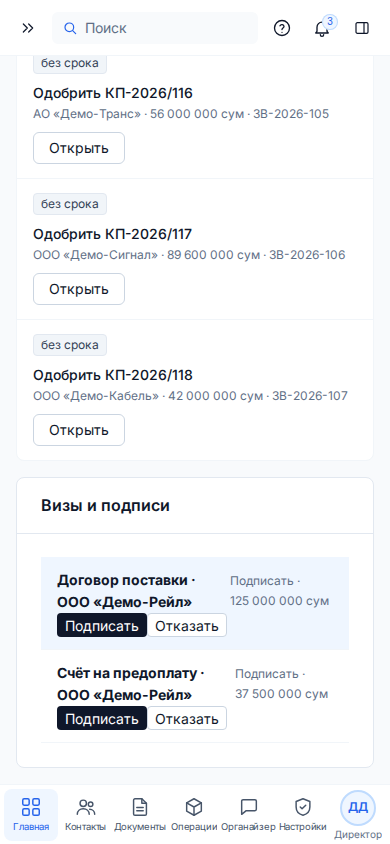 Поиск
3
без срока
Одобрить КП-2026/116
АО «Демо-Транс» · 56 000 000 сум · ЗВ-2026-105
Открыть
без срока
Одобрить КП-2026/117
ООО «Демо-Сигнал» · 89 600 000 сум · ЗВ-2026-106
Открыть
без срока
Одобрить КП-2026/118
ООО «Демо-Кабель» · 42 000 000 сум · ЗВ-2026-107
Открыть
Визы и подписи
Договор поставки ·
ООО «Демо-Рейл»
Подписать ·
125 000 000 сум
Подписать Отказать
Счёт на предоплату ·
ООО «Демо-Рейл»
Подписать ·
37 500 000 сум
Подписать Отказать
Главная Контакты Документы Операции Органайзер Настройки
ДД
Директор